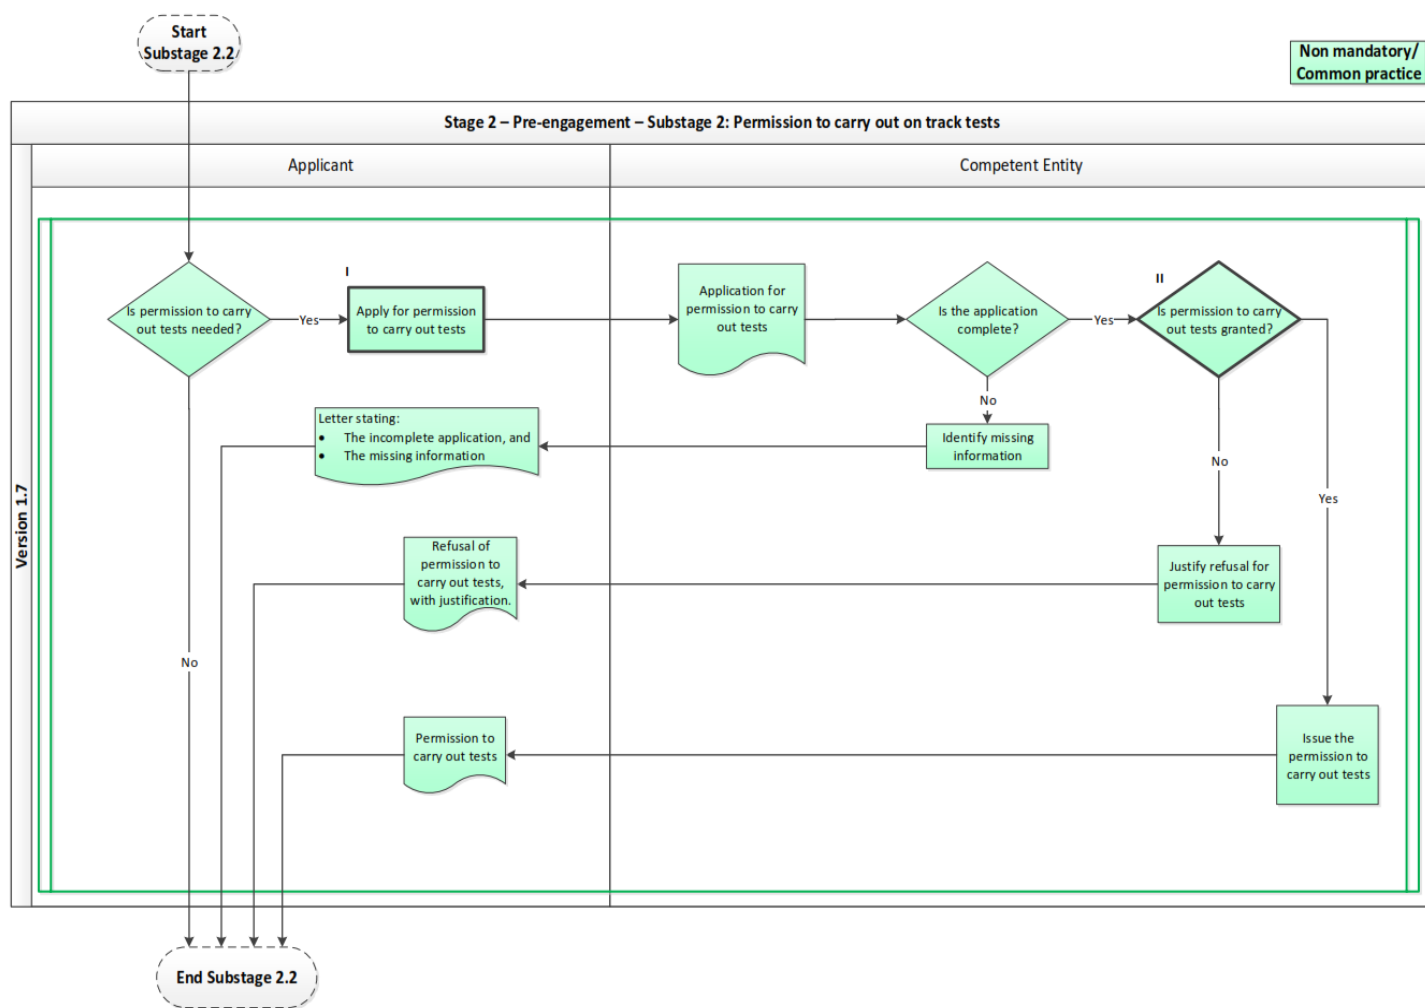 Start
Substage 2.2
Non mandatory/
Common practice
Stage 2 – Pre-engagement – Substage 2: Permission to carry out on track tests
Version 1.7
Applicant
Competent Entity
Is permission to carry
out tests needed?
Yes
I
Apply for permission
to carry out tests
Application for
permission to carry
out tests
Is the application
complete?
Yes
II
Is permission to carry
out tests granted?
No
Letter stating:
• The incomplete application, and
• The missing information
Identify missing
information
No
Yes
Refusal of
permission to
carry out tests,
with justification.
Justify refusal for
permission to carry
out tests
No
Permission to
carry out tests
Issue the
permission to
carry out tests
End Substage 2.2